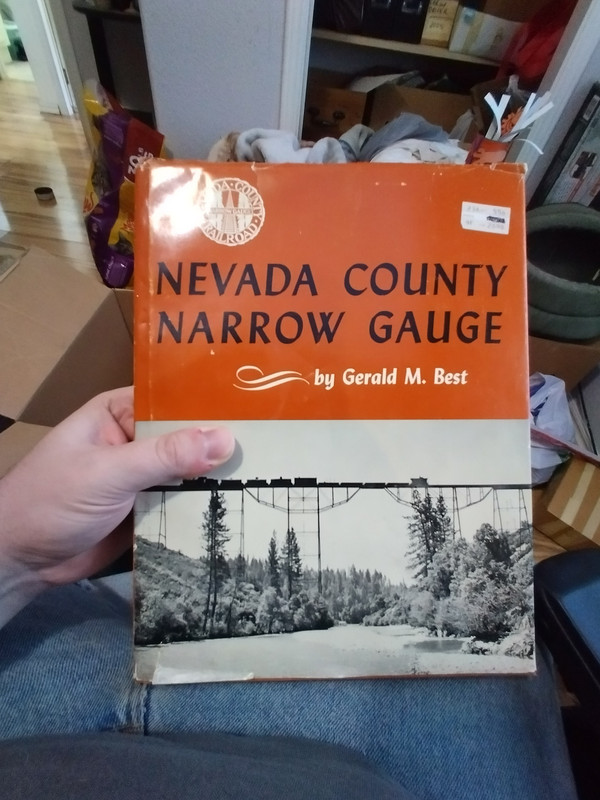 NEVADA COUNTY
NARROW GAUGE
by Gerald M. Best